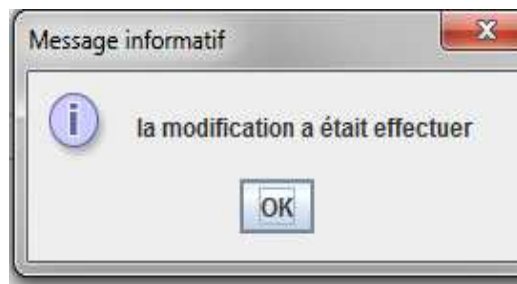 Message informatif
X
i
la modification a était effectuer
OK